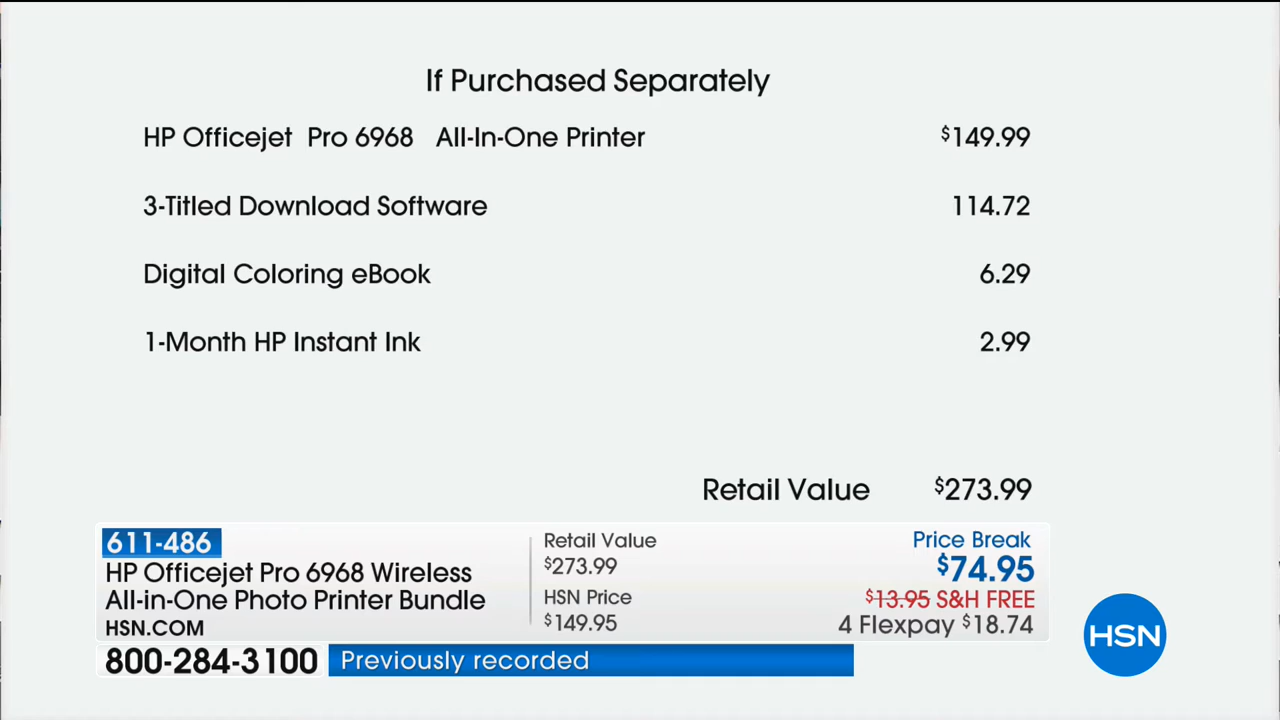 If Purchased Separately
HP Officejet Pro 6968 All-In-One Printer $149.99
3-Titled Download Software 114.72
Digital Coloring eBook 6.29
1-Month HP Instant Ink 2.99
Retail Value $273.99
611-486
HP Officejet Pro 6968 Wireless
All-in-One Photo Printer Bundle
HSN.COM
Retail Value
$273.99
HSN Price
$149.95
Price Break
$74.95
$13.95 S&H FREE
4 Flexpay $18.74
HSN
800-284-3100
Previously recorded